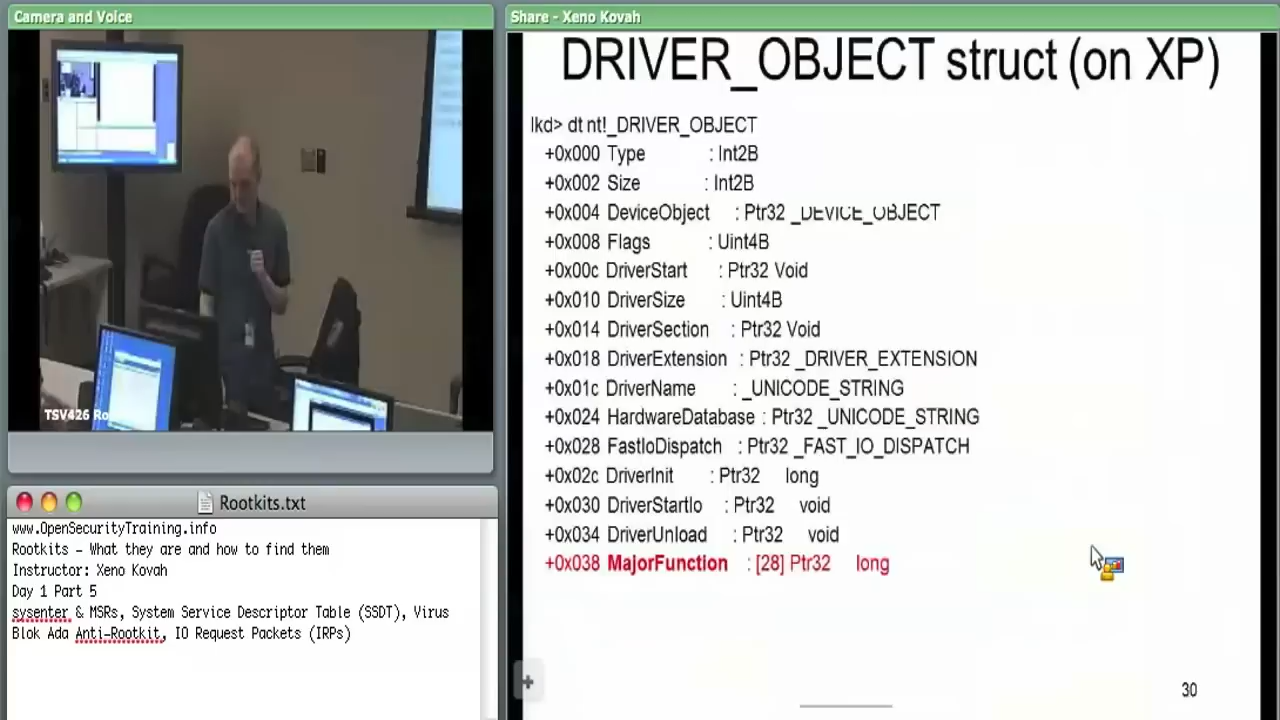 Camera and Voice
TSV426 Ro
Rootkits.txt
www.OpenSecurityTraining.info
Rootkits - What they are and how to find them
Instructor: Xeno Kovah
Day 1 Part 5
sysenter & MSRs, System Service Descriptor Table (SSDT), Virus
Blok Ada Anti-Rootkit, IO Request Packets (IRPs)
Share - Xeno Kovah
DRIVER_OBJECT struct (on XP)
lkd> dt nt!_DRIVER_OBJECT
+0x000 Type : Int2B
+0x002 Size : Int2B
+0x004 DeviceObject : Ptr32 _DEVICE_OBJECT
+0x008 Flags : Uint4B
+0x00c DriverStart : Ptr32 Void
+0x010 DriverSize : Uint4B
+0x014 DriverSection : Ptr32 Void
+0x018 DriverExtension : Ptr32 _DRIVER_EXTENSION
+0x01c DriverName : _UNICODE_STRING
+0x024 HardwareDatabase : Ptr32 _UNICODE_STRING
+0x028 FastIoDispatch : Ptr32 _FAST_IO_DISPATCH
+0x02c DriverInit : Ptr32 long
+0x030 DriverStartIo : Ptr32 void
+0x034 DriverUnload : Ptr32 void
+0x038 MajorFunction : [28] Ptr32 long
30